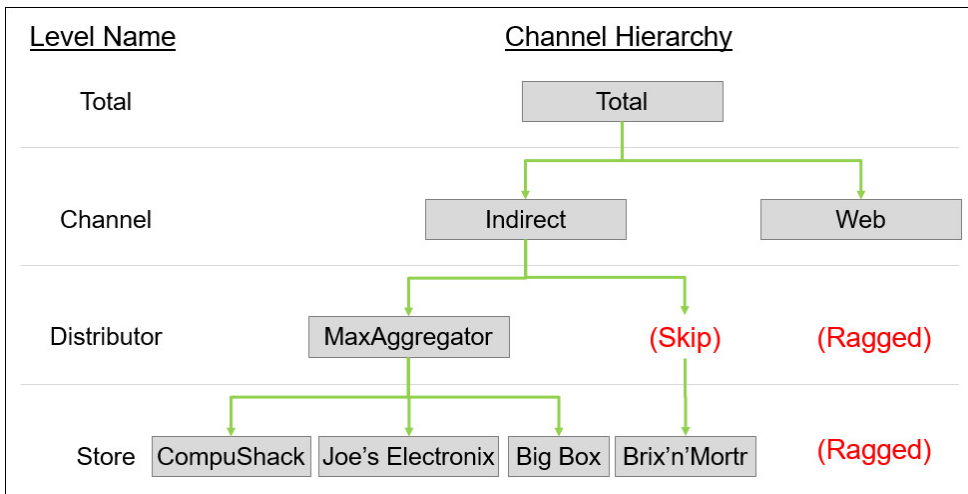 Level Name Channel Hierarchy
Total Total
Channel Indirect Web
Distributor MaxAggregator (Skip) (Ragged)
Store CompuShack Joe's Electronix Big Box Brix'n'Mortr (Ragged)